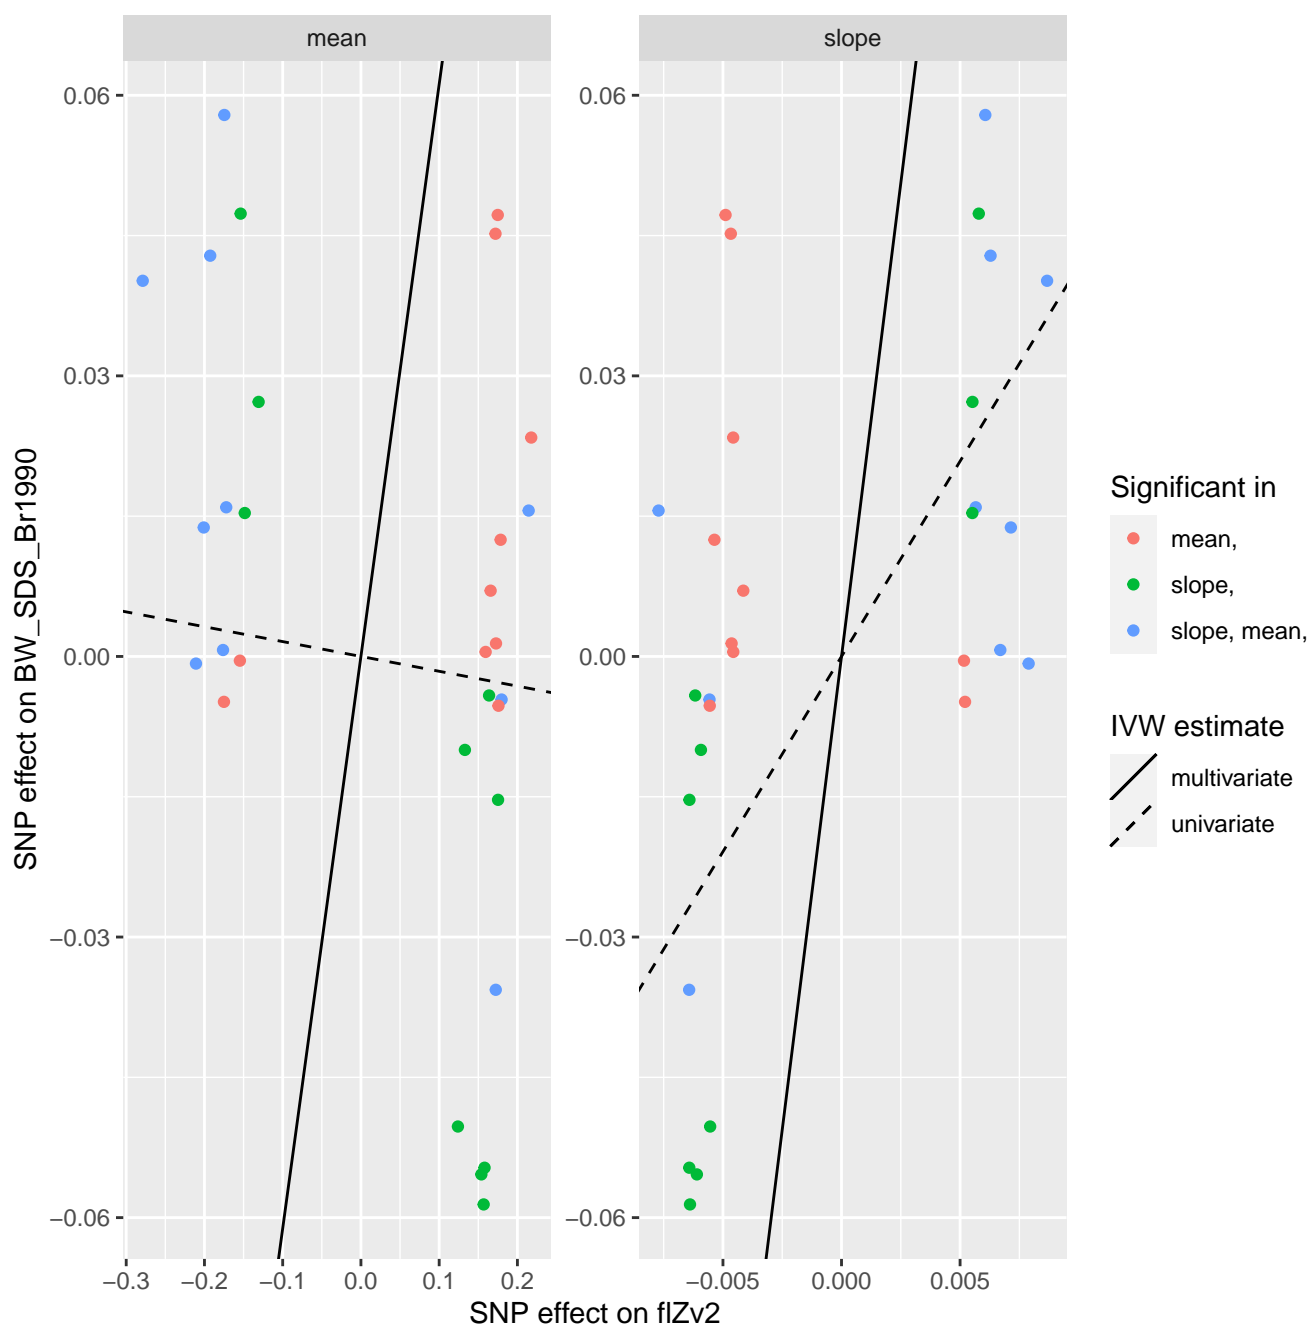 mean
slope
SNP effect on BW_SDS_Br1990
0.06
0.03
0.00
−0.03
−0.06
0.06
0.03
0.00
−0.03
−0.06
−0.3
−0.2
−0.1
0.0
0.1
0.2
−0.005
0.000
0.005
SNP effect on flZv2
Significant in
mean,
slope,
slope, mean,
IVW estimate
multivariate
univariate